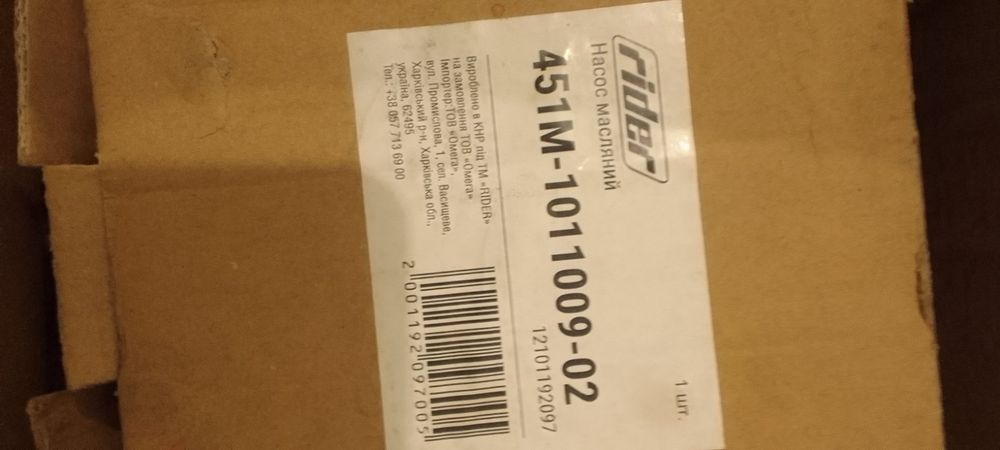 rider
Насос масляний
451М-1011009-02
12101192097
1 шт.
Вироблено в КНР під ТМ «RIDER»
на замовлення ТОВ «Омега»
Імпортер:ТОВ «Омега»,
вул. Промислова, 1, сел. Васищеве,
Харківський р-н, Харківська обл.,
україна, 62495
Тел.: +38 057 713 69 00
2 001192 097005